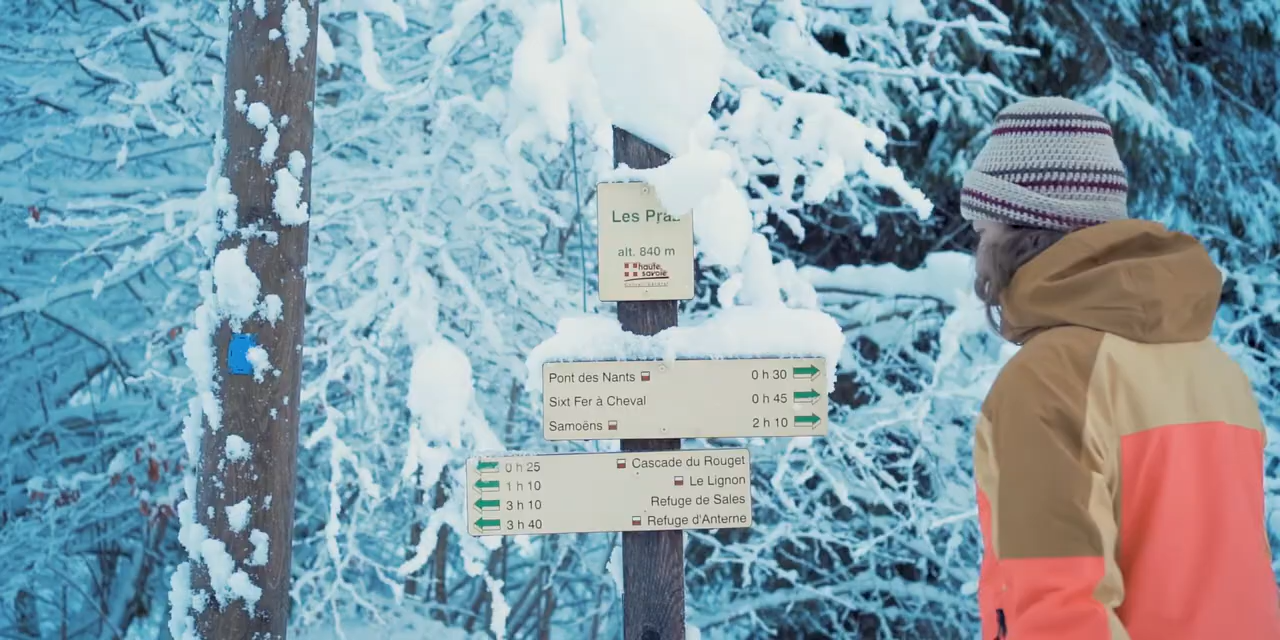 Les Praz
alt. 840 m
haute
savoie
Pont des Nants 0 h 30
Sixt Fer à Cheval 0 h 45
Samoëns 2 h 10
0 h 25 Cascade du Rouget
1 h 10 Le Lignon
3 h 10 Refuge de Sales
3 h 40 Refuge d'Anterne